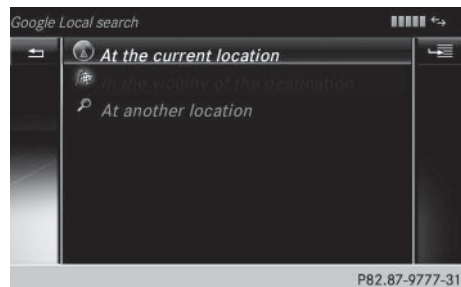 Google Local search
At the current location
In the vicinity of the destination
At another location
P82.87-9777-31